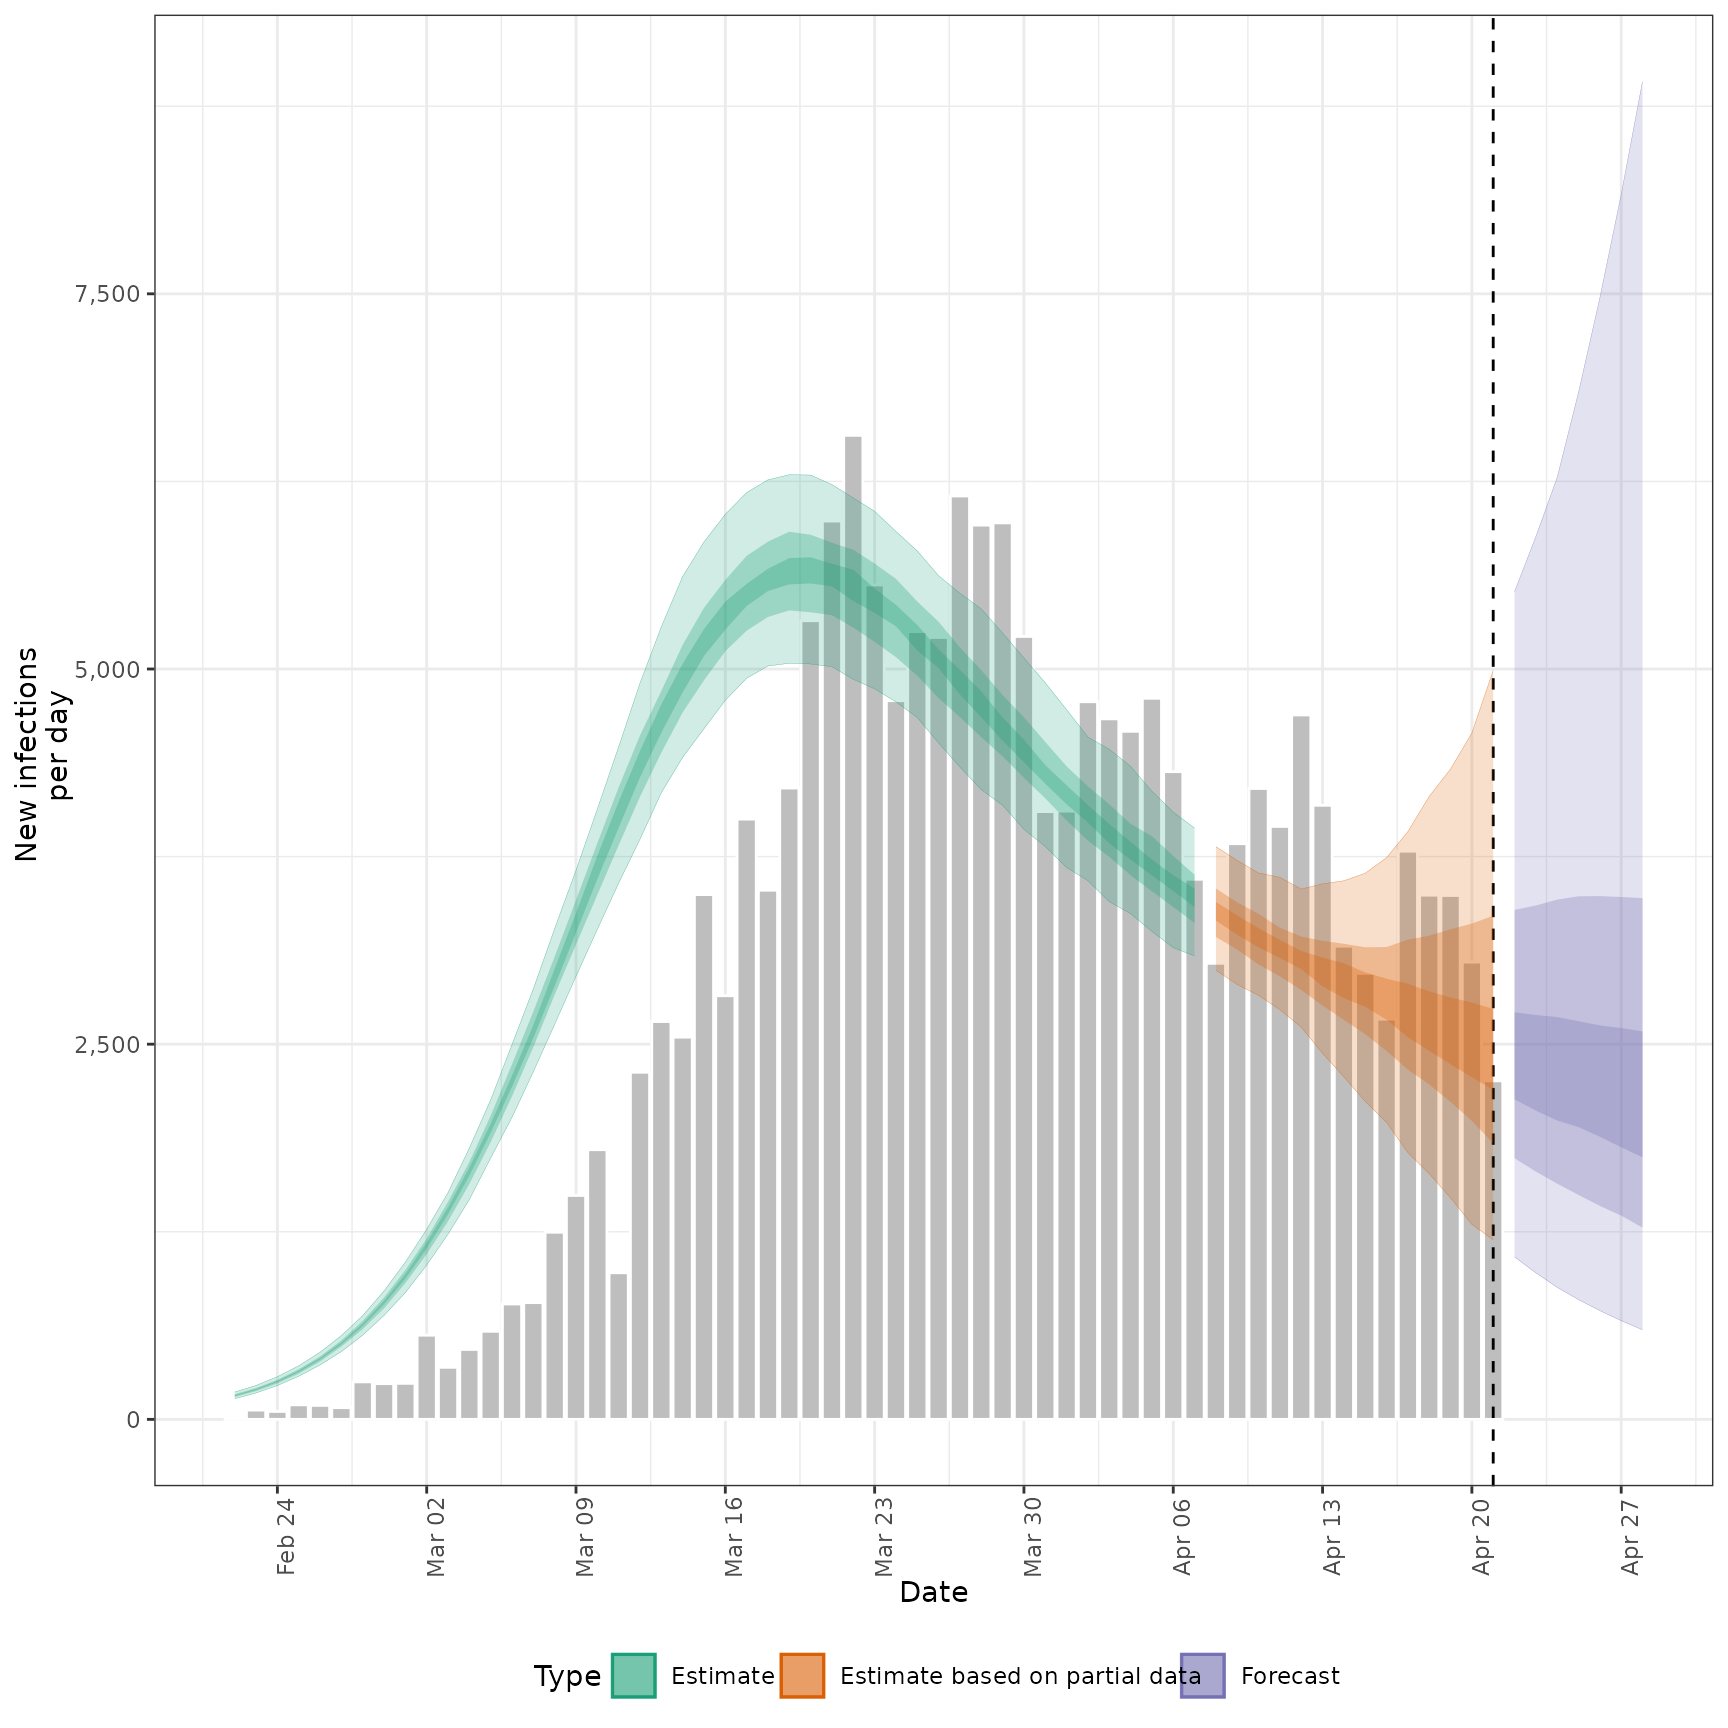 New infections
per day
7,500
5,000
2,500
0
Feb 24
Mar 02
Mar 09
Mar 16
Mar 23
Mar 30
Apr 06
Apr 13
Apr 20
Apr 27
Date
Type Estimate Estimate based on partial data Forecast